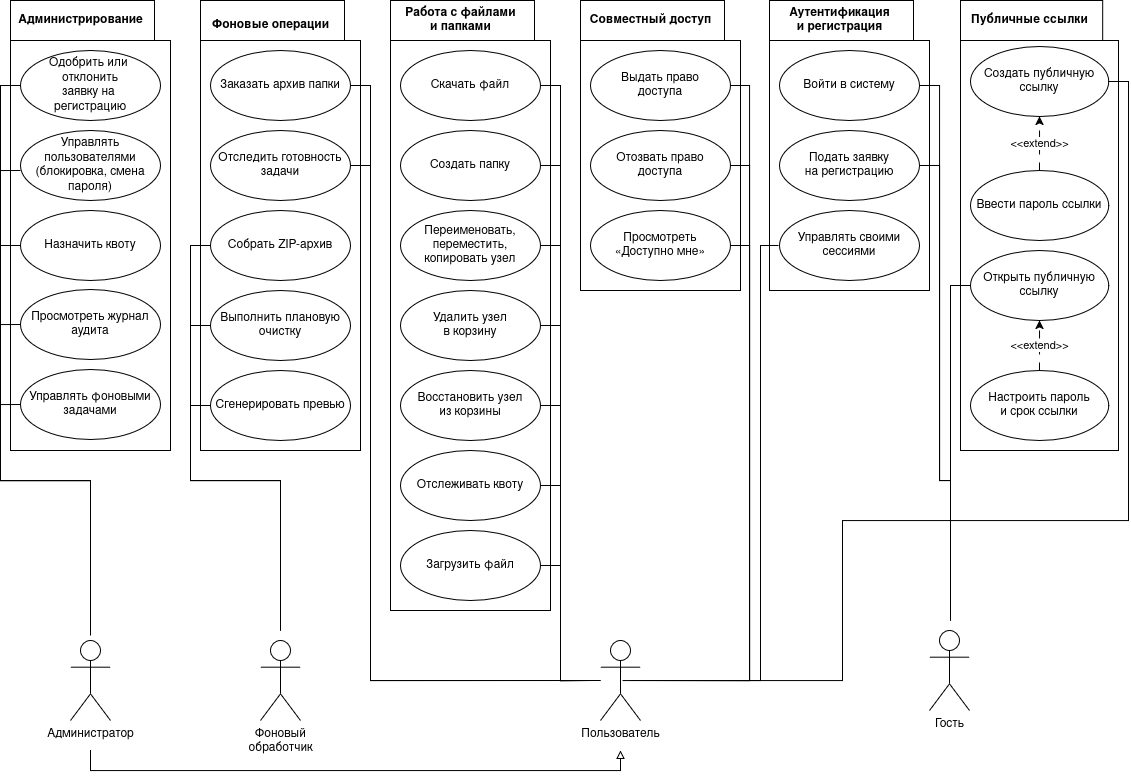 Администрирование
Одобрить или
отклонить
заявку на
регистрацию
Управлять
пользователями
(блокировка, смена
пароля)
Назначить квоту
Просмотреть журнал
аудита
Управлять фоновыми
задачами
Фоновые операции
Заказать архив папки
Отследить готовность
задачи
Собрать ZIP-архив
Выполнить плановую
очистку
Сгенерировать превью
Работа с файлами
и папками
Скачать файл
Создать папку
Переименовать,
переместить,
копировать узел
Удалить узел
в корзину
Восстановить узел
из корзины
Отслеживать квоту
Загрузить файл
Совместный доступ
Выдать право
доступа
Отозвать право
доступа
Просмотреть
«Доступно мне»
Аутентификация
и регистрация
Войти в систему
Подать заявку
на регистрацию
Управлять своими
сессиями
Публичные ссылки
Создать публичную
ссылку
<<extend>>
Ввести пароль ссылки
Открыть публичную
ссылку
<<extend>>
Настроить пароль
и срок ссылки
Администратор
Фоновый
обработчик
Пользователь
Гость